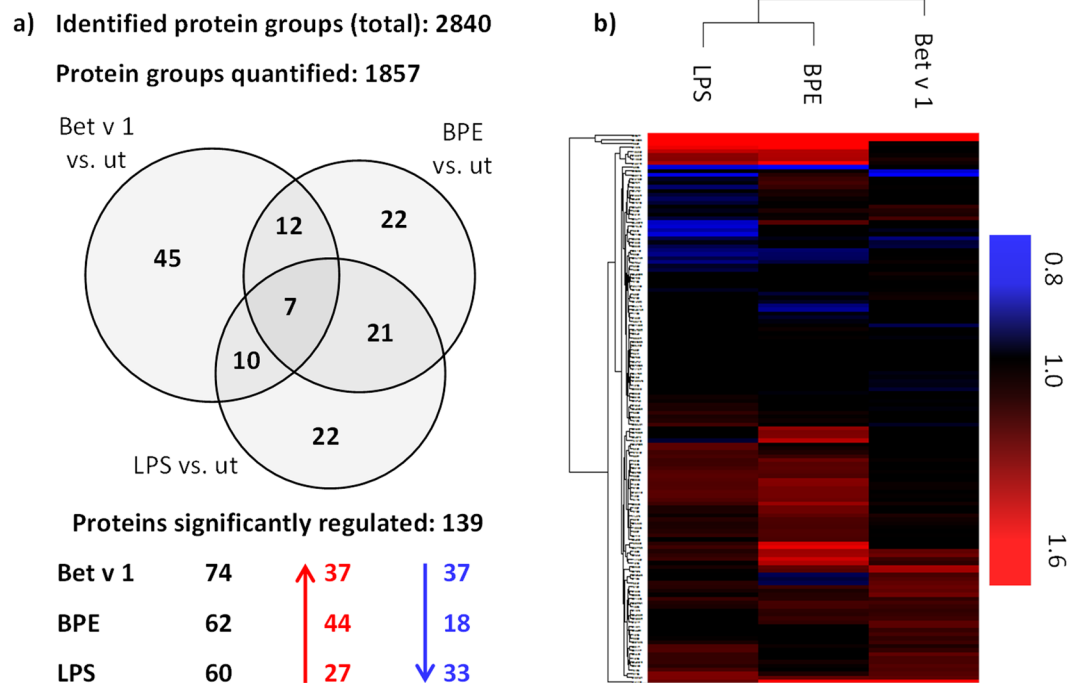 a) Identified protein groups (total): 2840
Protein groups quantified: 1857
Bet v 1
vs. ut
BPE
vs. ut
45
12
22
7
10
21
22
LPS vs. ut
Proteins significantly regulated: 139
Bet v 1 74 37 37
BPE 62 44 18
LPS 60 27 33
b)
LPS
BPE
Bet v 1
0.8
1.0
1.6